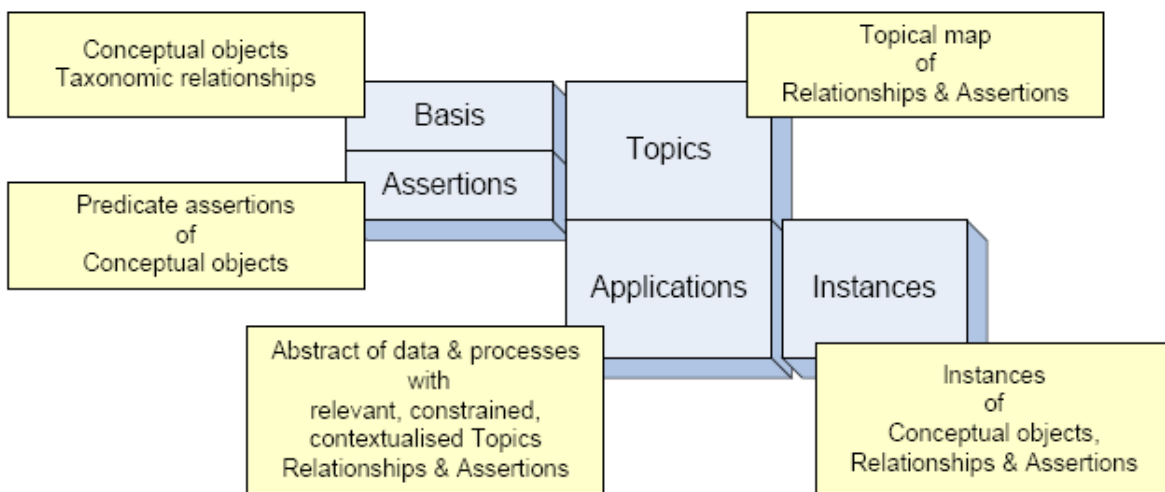 Conceptual objects
Taxonomic relationships
Topical map
of
Relationships & Assertions
Basis
Topics
Assertions
Predicate assertions
of
Conceptual objects
Applications
Instances
Abstract of data & processes
with
relevant, constrained,
contextualised Topics
Relationships & Assertions
Instances
of
Conceptual objects,
Relationships & Assertions